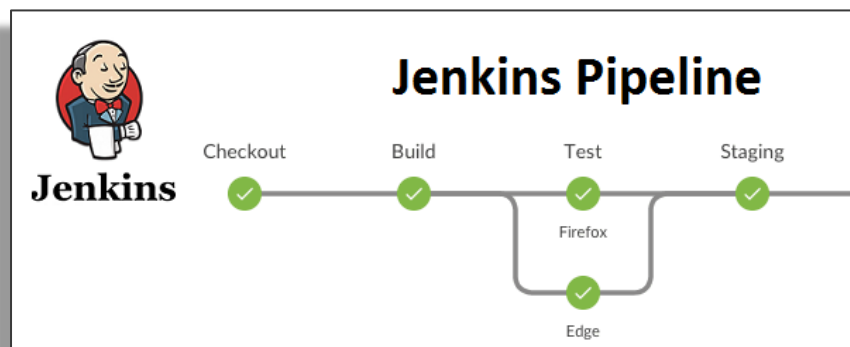 Jenkins Pipeline
Jenkins
Checkout Build Test Staging
Firefox
Edge